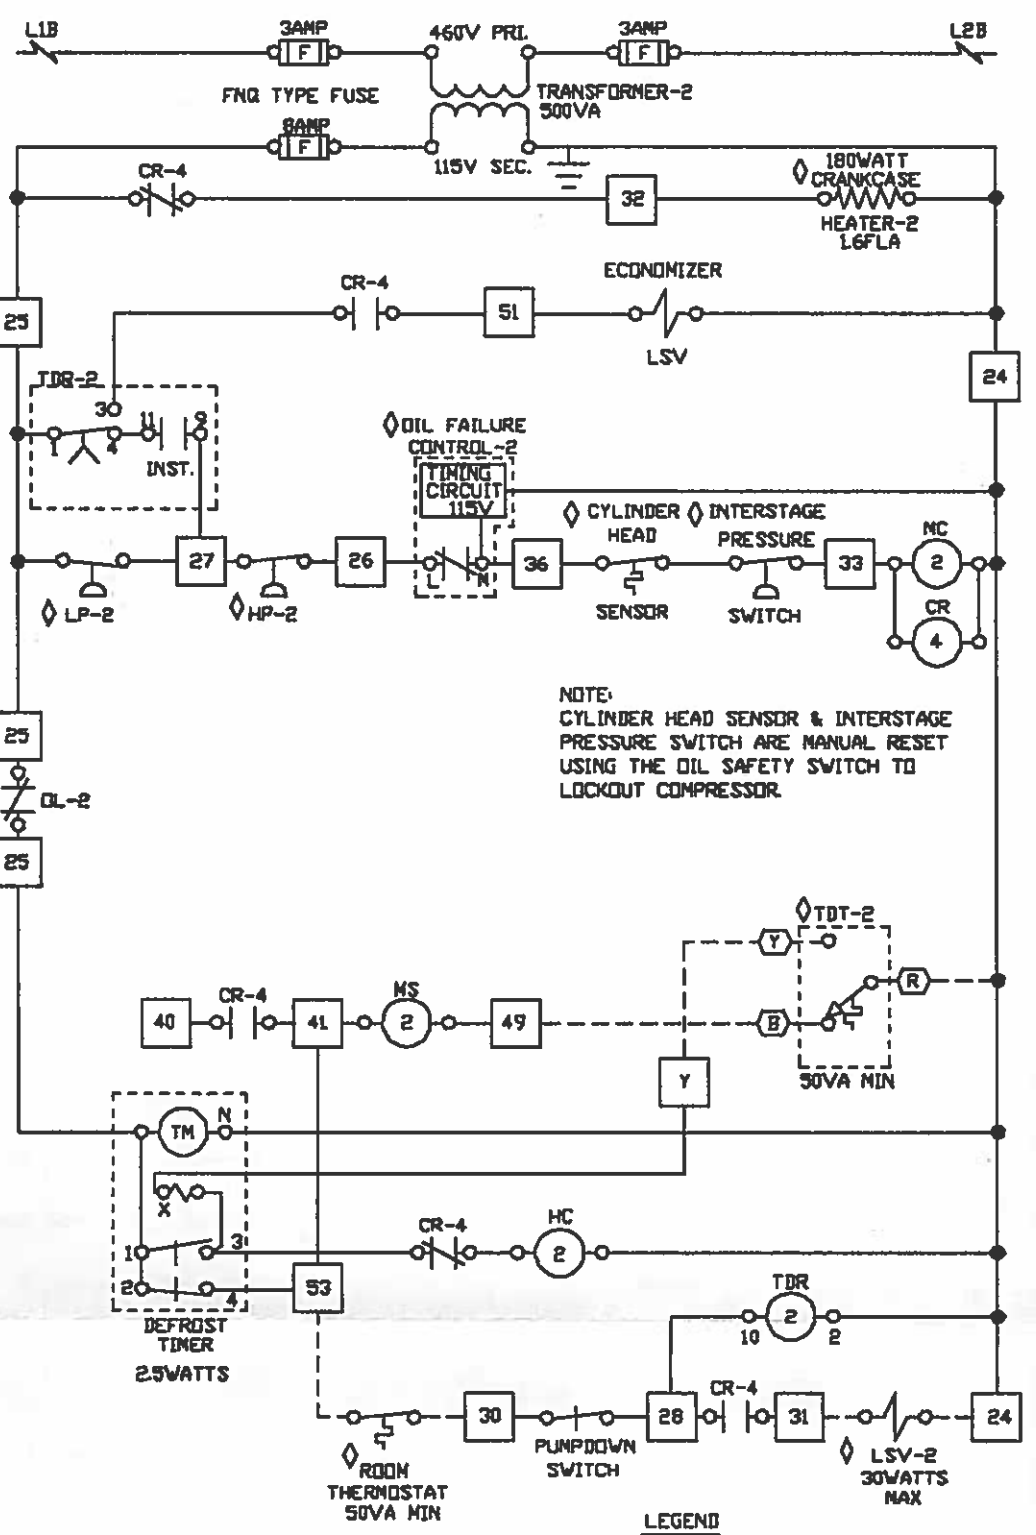 L1B
3AMP
F
460V PRI.
3AMP
F
L2B
FNQ TYPE FUSE
TRANSFORMER-2
500VA
8AMP
F
115V SEC.
CR-4
32
180WATT
CRANKCASE
HEATER-2
1.6FLA
25
CR-4
51
ECONOMIZER
LSV
24
TDR-2
3
11
9
1
4
INST.
OIL FAILURE
CONTROL-2
TIMING
CIRCUIT
115V
CYLINDER
HEAD
INTERSTAGE
PRESSURE
MC
27
26
L
N
36
33
2
LP-2
HP-2
SENSOR
SWITCH
CR
4
NOTE:
CYLINDER HEAD SENSOR & INTERSTAGE
PRESSURE SWITCH ARE MANUAL RESET
USING THE OIL SAFETY SWITCH TO
LOCKOUT COMPRESSOR.
25
OL-2
25
TDT-2
Y
R
CR-4
MS
40
41
2
49
B
50VA MIN
Y
TM
N
X
CR-4
HC
1
3
2
2
4
53
TDR
2
10
2
DEFROST
TIMER
2.5WATTS
CR-4
30
28
31
24
PUMPDOWN
SWITCH
LSV-2
30WATTS
MAX
ROOM
THERMOSTAT
50VA MIN
LEGEND